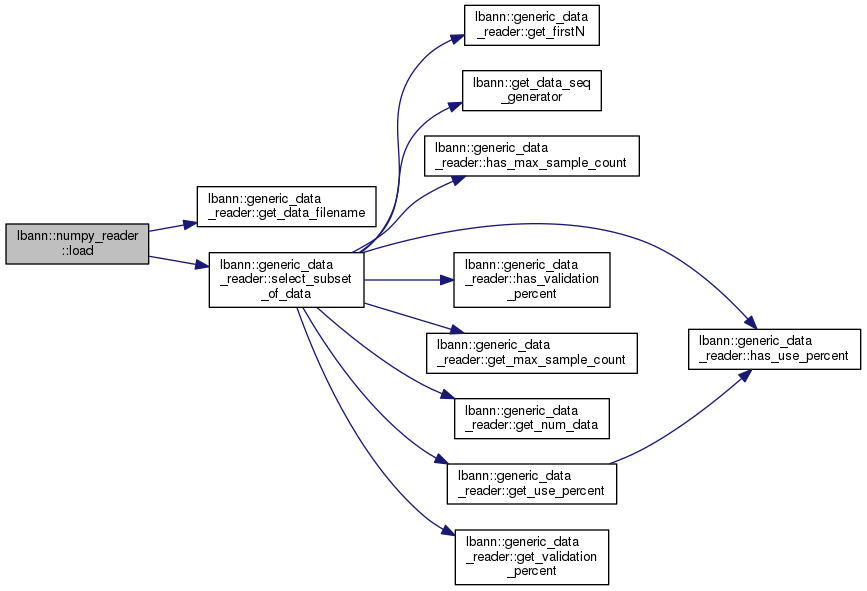 lbann::generic_data
_reader::get_firstN
lbann::get_data_seq
_generator
lbann::generic_data
_reader::has_max_sample_count
lbann::generic_data
_reader::get_data_filename
lbann::numpy_reader
::load
lbann::generic_data
_reader::select_subset
_of_data
lbann::generic_data
_reader::has_validation
_percent
lbann::generic_data
_reader::get_max_sample_count
lbann::generic_data
_reader::has_use_percent
lbann::generic_data
_reader::get_num_data
lbann::generic_data
_reader::get_use_percent
lbann::generic_data
_reader::get_validation
_percent